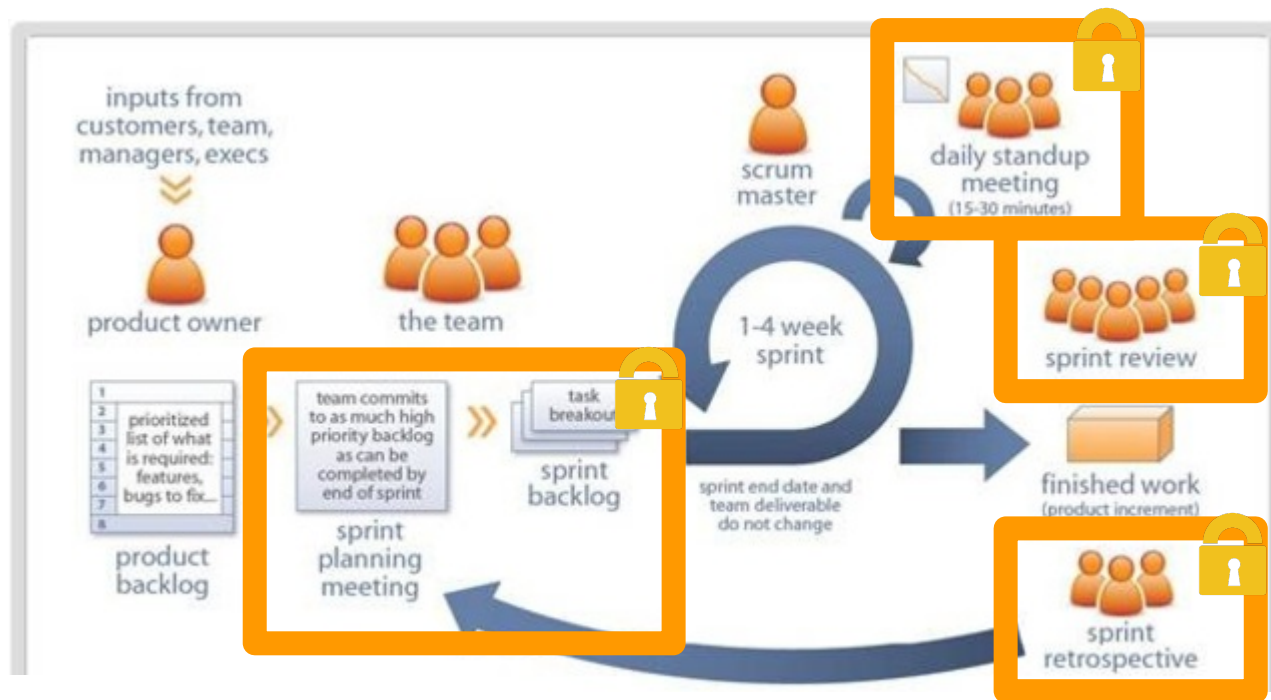 inputs from
customers, team,
managers, execs
product owner
the team
scrum
master
daily standup
meeting
(15-30 minutes)
sprint review
1-4 week
sprint
1
2
3
4
5
6
7
8
prioritized
list of what
is required:
features,
bugs to fix...
product
backlog
team commits
to as much high
priority backlog
as can be
completed by
end of sprint
sprint
planning
meeting
task
breakout
sprint
backlog
sprint end date and
team deliverable
do not change
finished work
(product increment)
sprint
retrospective